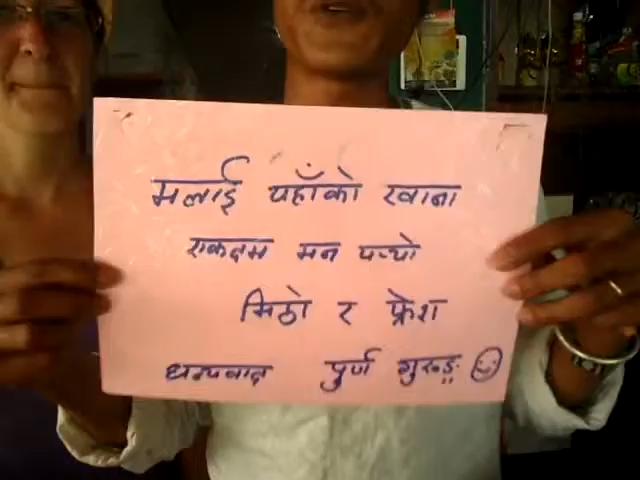 मलाई यहाँको खाना
एकदम मन पर्‍यो
मिठो र फ्रेश
धन्यवाद पुर्ण गुरूङ